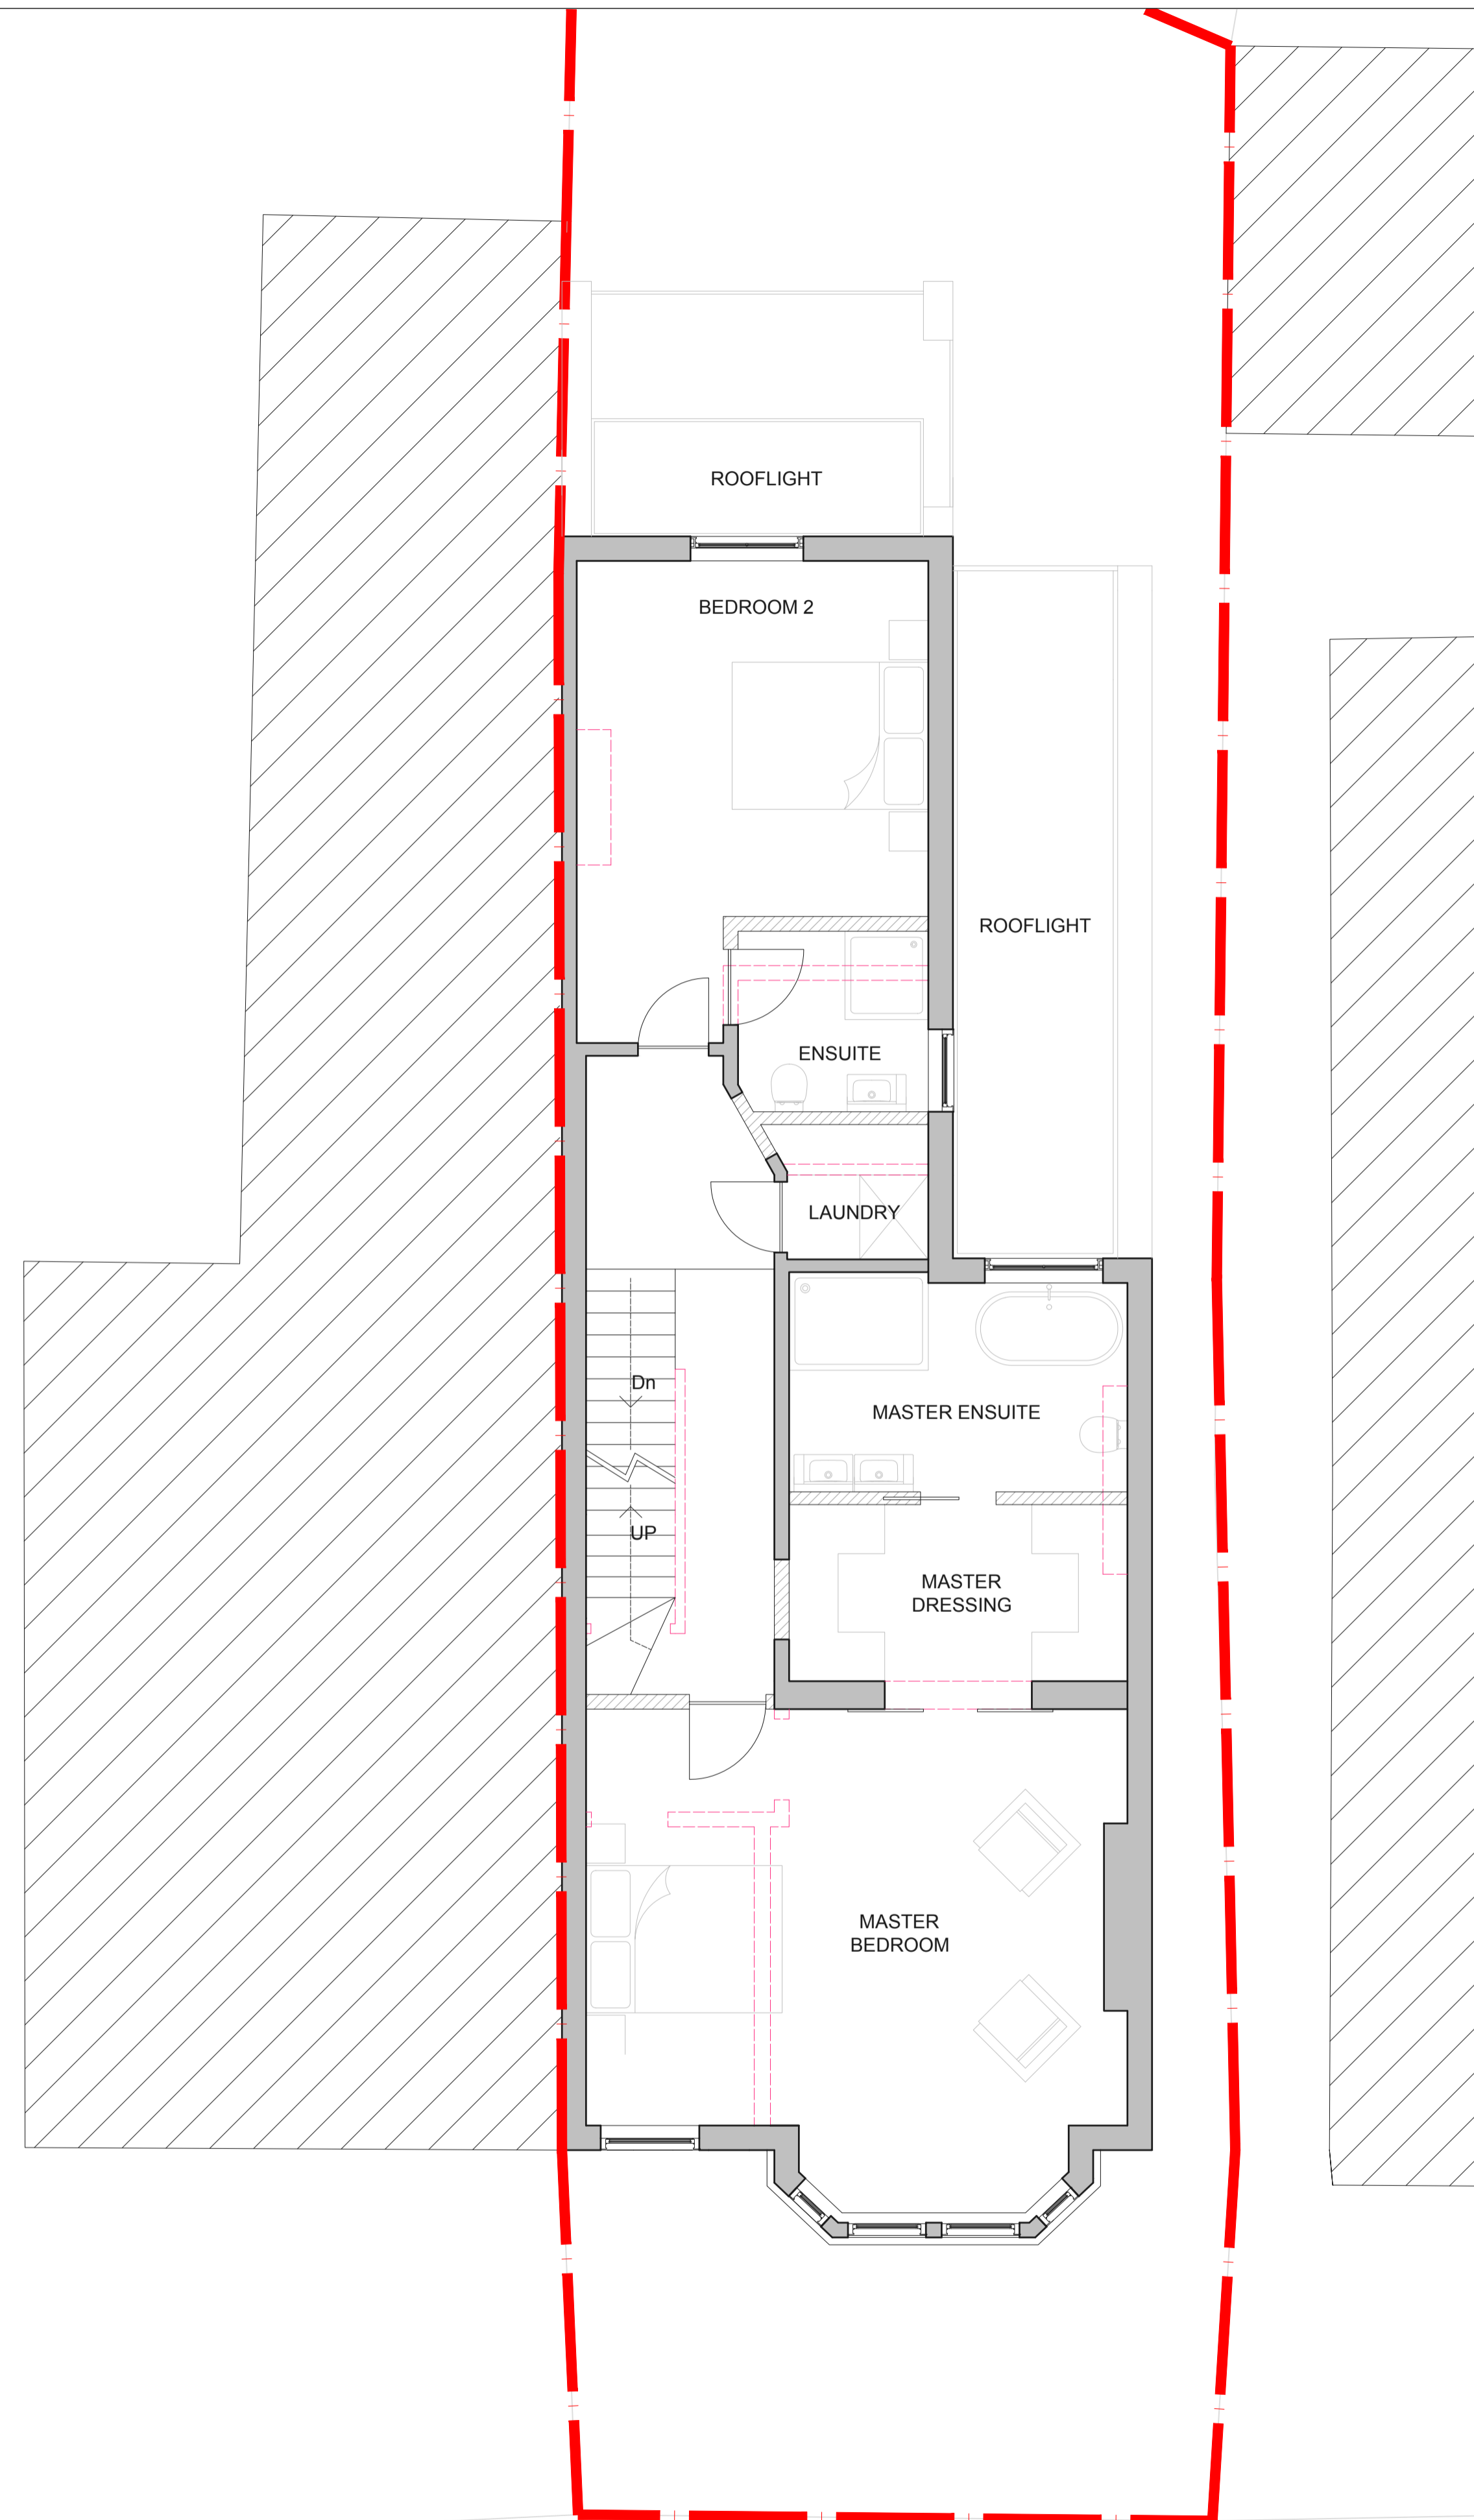 ROOFLIGHT
BEDROOM 2
ROOFLIGHT
ENSUITE
LAUNDRY
Dn
MASTER ENSUITE
UP
MASTER
DRESSING
MASTER
BEDROOM